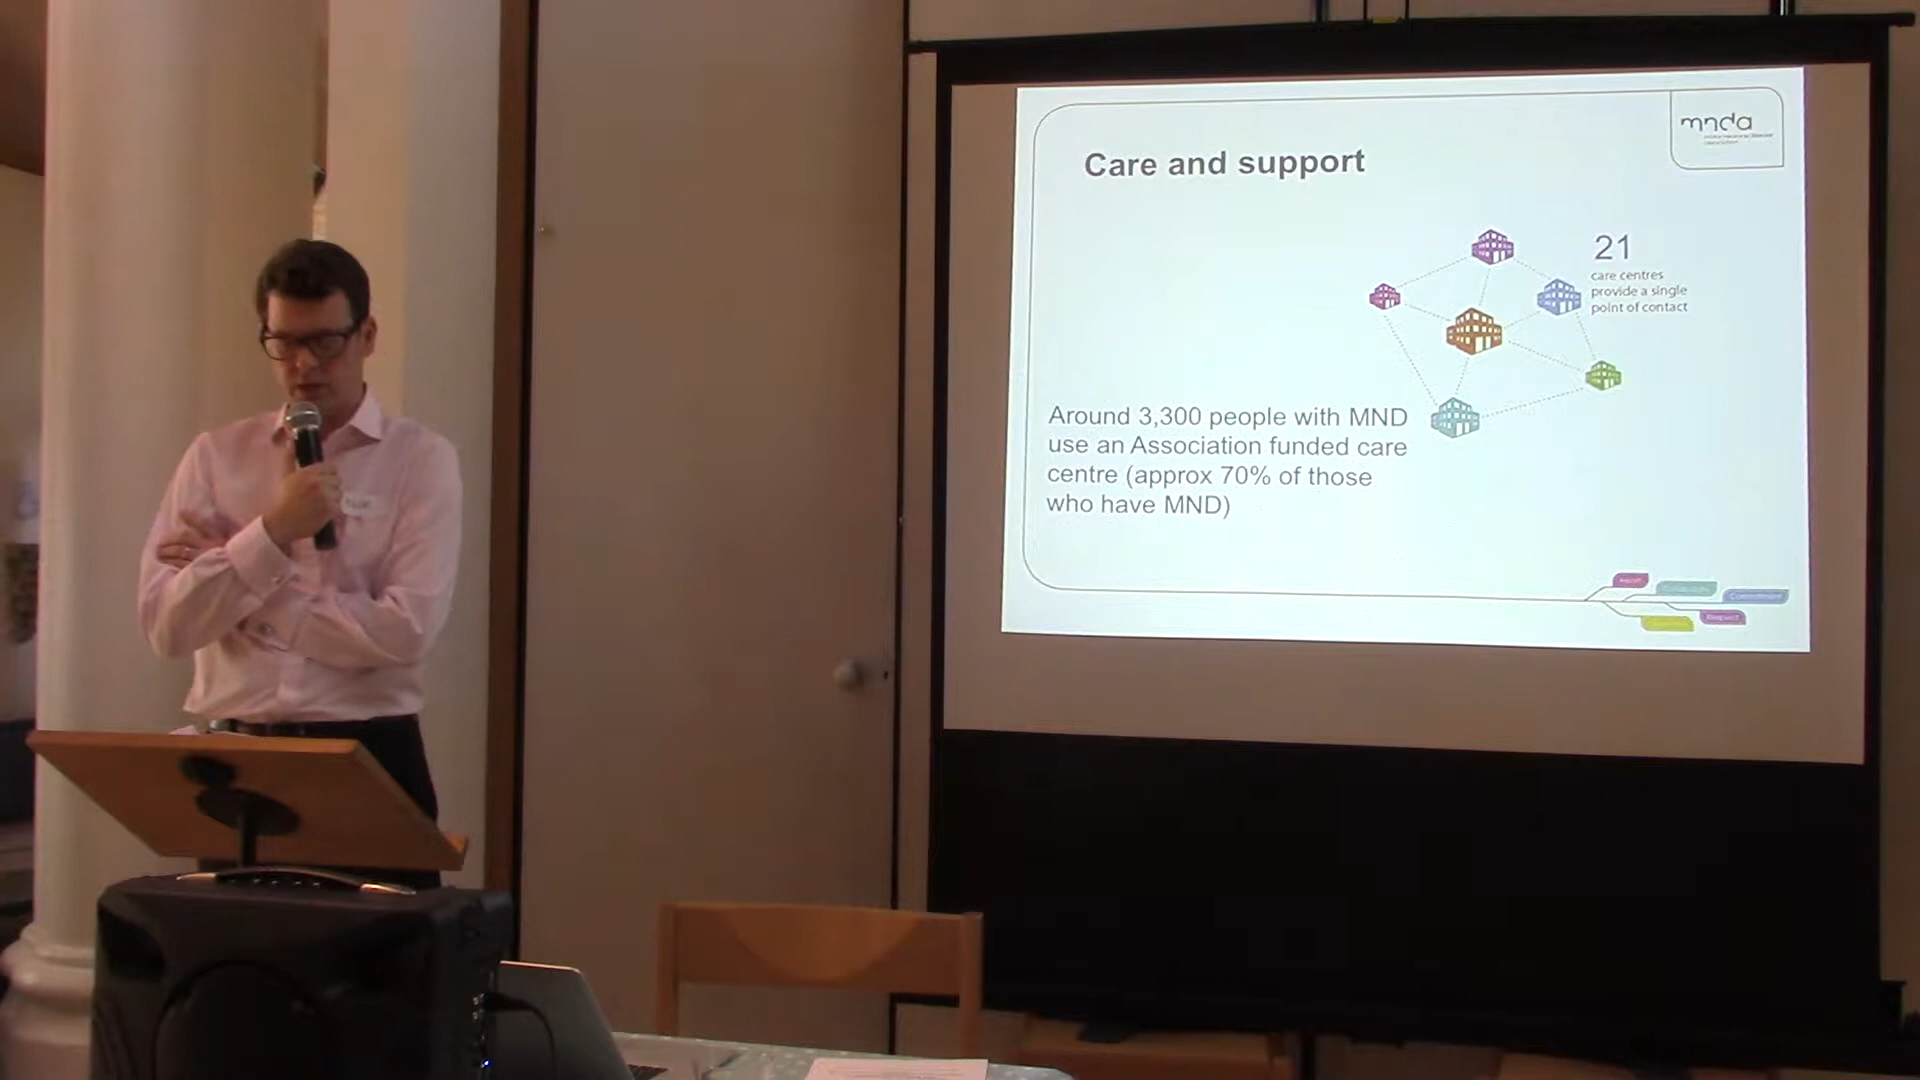 mnda
Care and support
21
care centres
provide a single
point of contact
Around 3,300 people with MND
use an Association funded care
centre (approx 70% of those
who have MND)
Respect